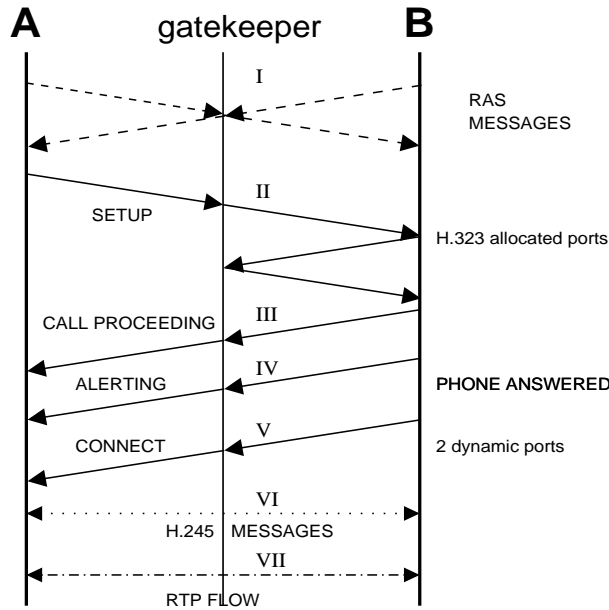 A gatekeeper B
I
RAS
MESSAGES
II
SETUP
H.323 allocated ports
III
CALL PROCEEDING
IV
ALERTING
PHONE ANSWERED
V
CONNECT
2 dynamic ports
VI
H.245 MESSAGES
VII
RTP FLOW